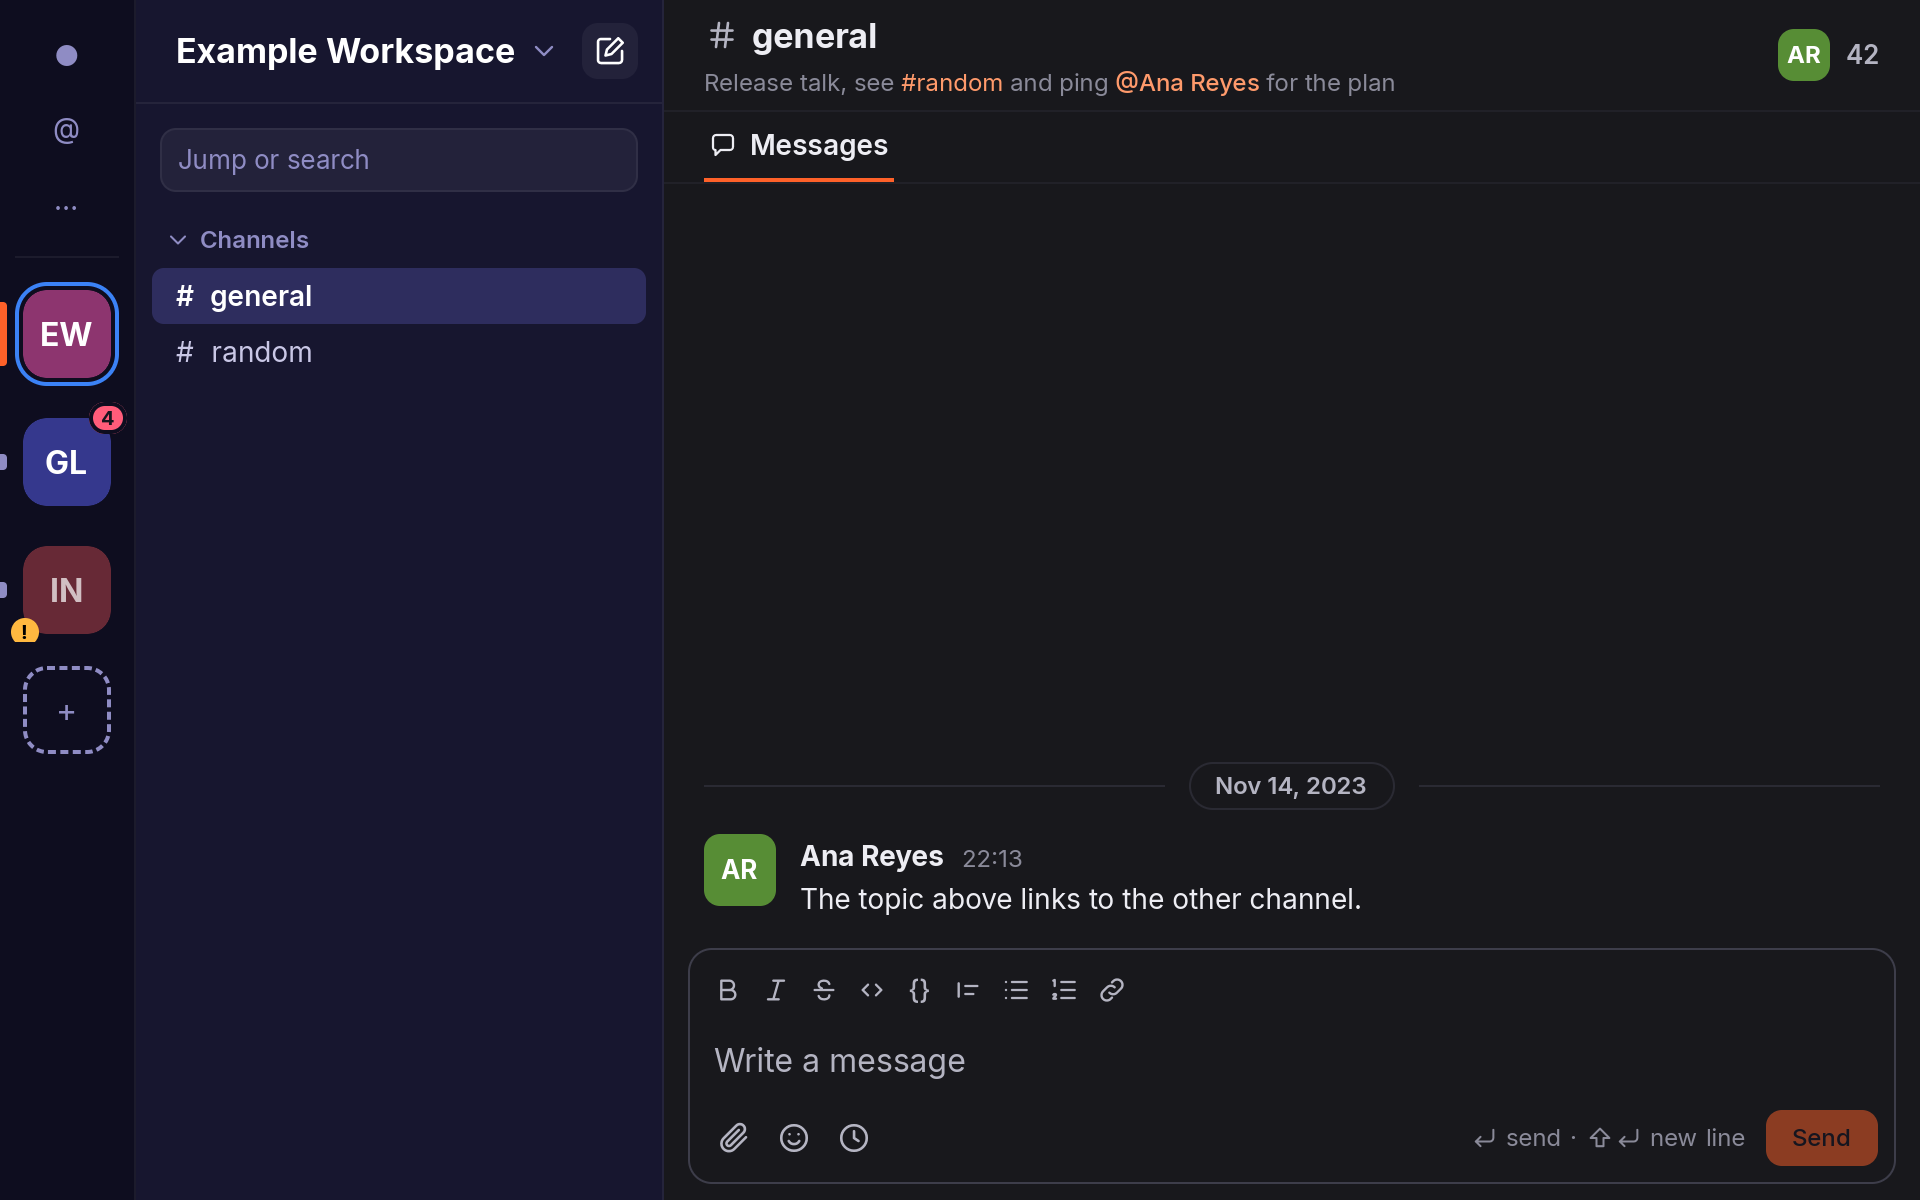 @
...
EW
4
GL
IN
!
+
Example Workspace
Jump or search
Channels
# general
# random
# general
Release talk, see #random and ping @Ana Reyes for the plan
AR 42
Messages
Nov 14, 2023
AR
Ana Reyes 22:13
The topic above links to the other channel.
Write a message
send · new line
Send